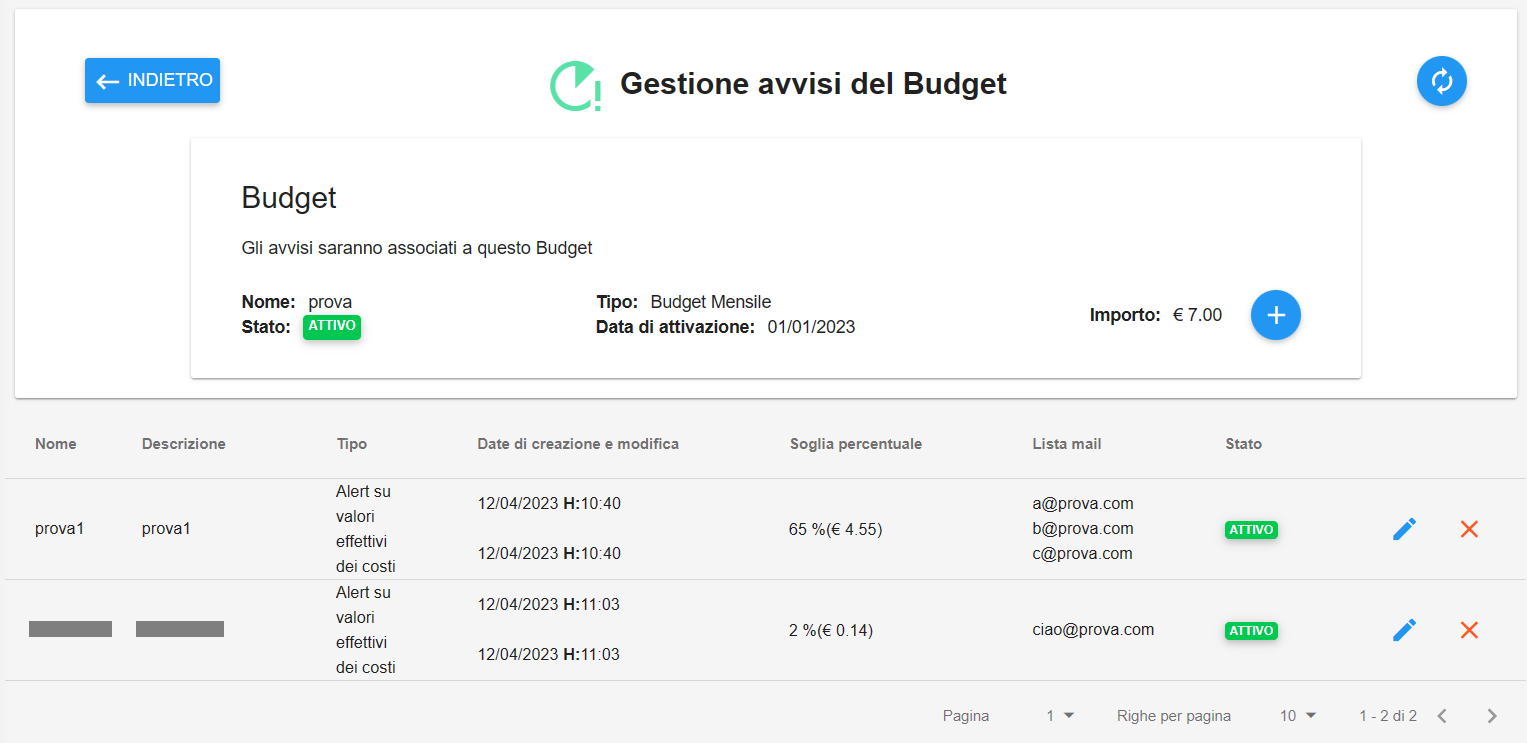 INDIETRO
Gestione avvisi del Budget
Budget
Gli avvisi saranno associati a questo Budget
Nome: prova
Stato: ATTIVO
Tipo: Budget Mensile
Data di attivazione: 01/01/2023
Importo: € 7.00
Nome Descrizione Tipo Date di creazione e modifica Soglia percentuale Lista mail Stato
prova1
prova1
Alert su
valori
effettivi
dei costi
12/04/2023 H:10:40
12/04/2023 H:10:40
65 %(€ 4.55)
a@prova.com
b@prova.com
c@prova.com
ATTIVO
Alert su
valori
effettivi
dei costi
12/04/2023 H:11:03
12/04/2023 H:11:03
2 %(€ 0.14)
ciao@prova.com
ATTIVO
Pagina 1 Righe per pagina 10 1 - 2 di 2